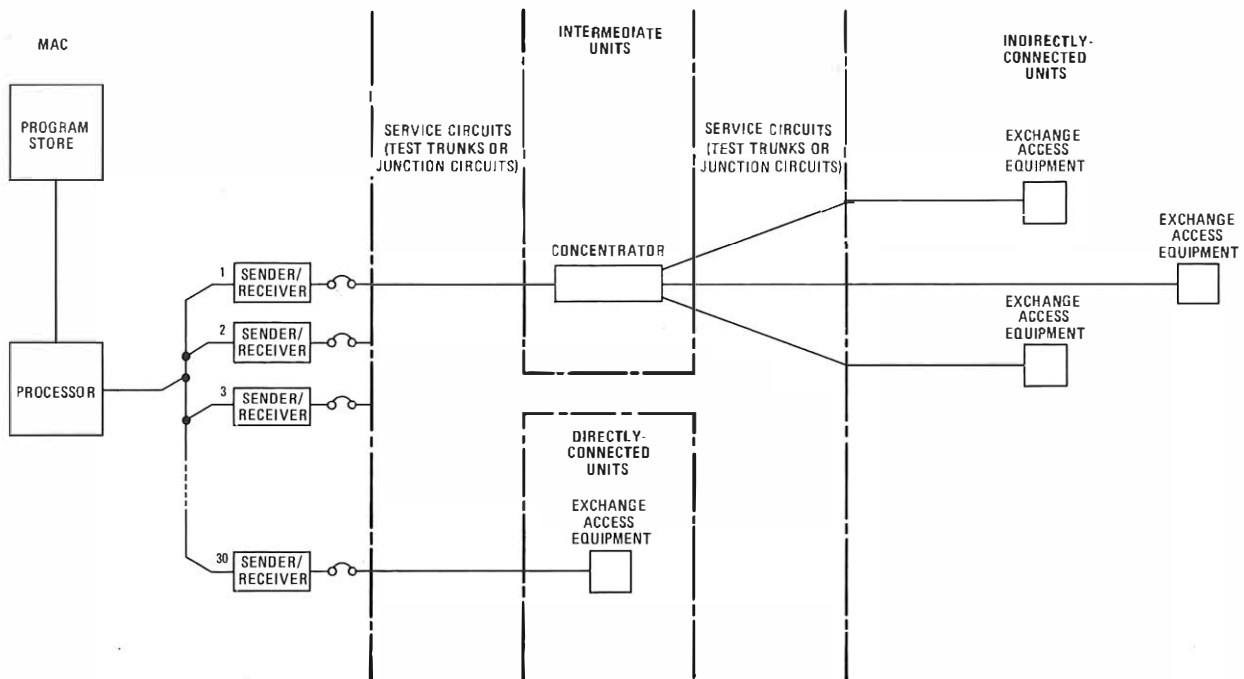 MAC
PROGRAM
STORE
PROCESSOR
1
SENDER/
RECEIVER
2
SENDER/
RECEIVER
3
SENDER/
RECEIVER
30
SENDER/
RECEIVER
SERVICE CIRCUITS
(TEST TRUNKS OR
JUNCTION CIRCUITS)
INTERMEDIATE
UNITS
CONCENTRATOR
DIRECTLY-
CONNECTED
UNITS
EXCHANGE
ACCESS
EQUIPMENT
SERVICE CIRCUITS
(TEST TRUNKS OR
JUNCTION CIRCUITS)
INDIRECTLY-
CONNECTED
UNITS
EXCHANGE
ACCESS
EQUIPMENT
EXCHANGE
ACCESS
EQUIPMENT
EXCHANGE
ACCESS
EQUIPMENT